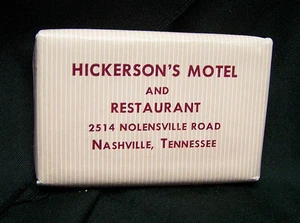 HICKERSON'S MOTEL
AND
RESTAURANT
2514 NOLENSVILLE ROAD
NASHVILLE, TENNESSEE